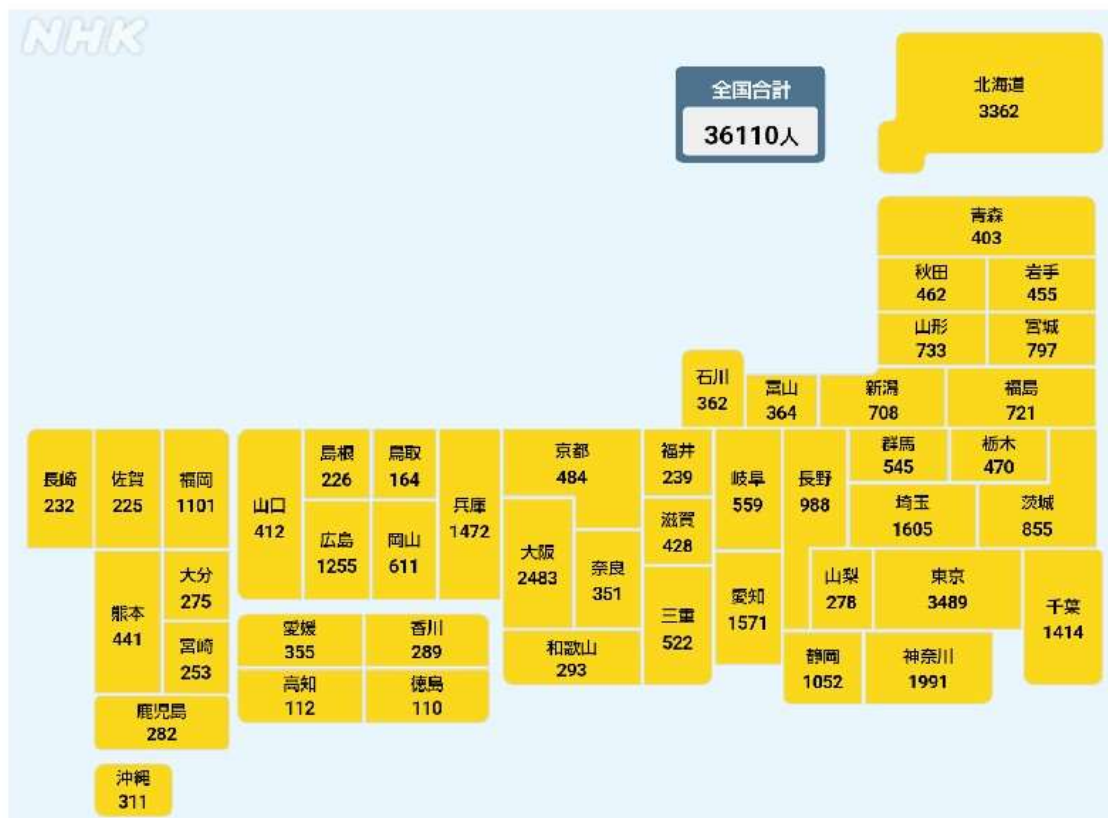 NHK
全国合計
36110人
北海道
3362
青森
403
秋田
462
岩手
455
山形
733
宮城
797
石川
362
富山
364
新潟
708
福島
721
長崎
232
佐賀
225
福岡
1101
山口
412
島根
226
鳥取
164
兵庫
1472
京都
484
福井
239
岐阜
559
長野
988
群馬
545
栃木
470
広島
1255
岡山
611
大阪
2483
奈良
351
滋賀
428
埼玉
1605
茨城
855
熊本
441
大分
275
宮崎
253
三重
522
愛知
1571
山梨
278
東京
3489
千葉
1414
愛媛
355
香川
289
和歌山
293
静岡
1052
神奈川
1991
高知
112
徳島
110
鹿児島
282
沖縄
311